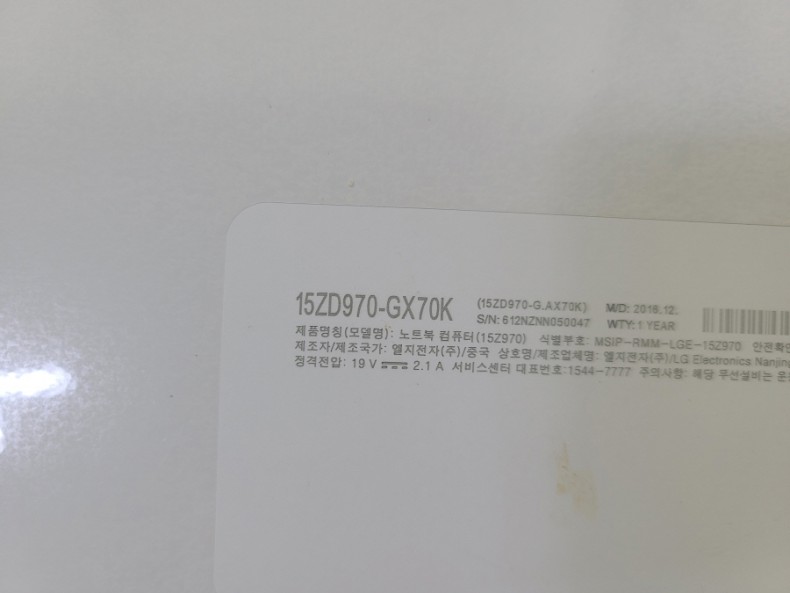 15ZD970-GX70K (15ZD970-G.AX70K) M/D: 2016.12.
S/N: 612NZNN050047 WTY: 1 YEAR
제품명칭(모델명): 노트북 컴퓨터(15Z970) 식별부호: MSIP-RMM-LGE-15Z970 안전확인
제조자/제조국가: 엘지전자(주)/중국 상호명/제조업체명: 엘지전자(주)/LG Electronics Nanjing
정격전압: 19 V 2.1 A 서비스센터 대표번호:1544-7777 주의사항: 해당 무선설비는 운